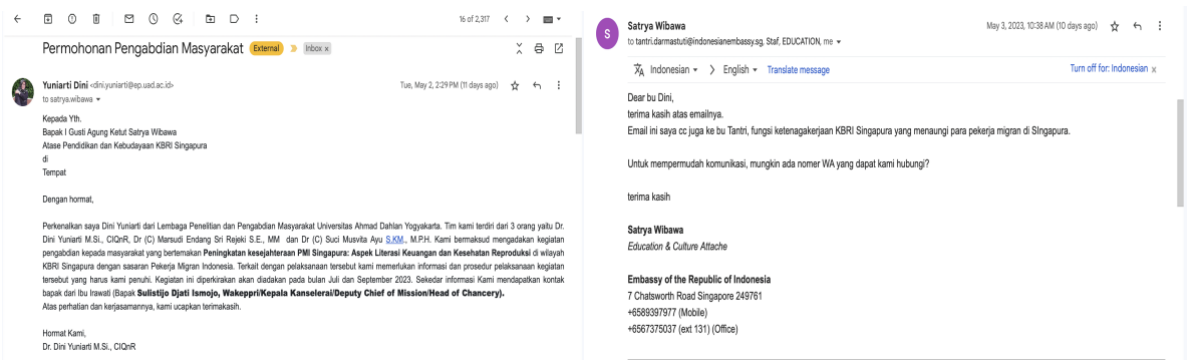 16 of 2,317
Permohonan Pengabdian Masyarakat External Inbox x
Yuniarti Dini <dini.yuniarti@ep.uad.ac.id>
Tue, May 2, 2:29 PM (11 days ago)
to satrya.wibawa
Kepada Yth.
Bapak I Gusti Agung Ketut Satrya Wibawa
Atase Pendidikan dan Kebudayaan KBRI Singapura
di
Tempat
Dengan hormat,
Perkenalkan saya Dini Yuniarti dari Lembaga Penelitian dan Pengabdian Masyarakat Universitas Ahmad Dahlan Yogyakarta. Tim kami terdiri dari 3 orang yaitu Dr.
Dini Yuniarti M.Si., CIQnR, Dr (C) Marsudi Endang Sri Rejeki S.E., MM dan Dr (C) Suci Musvita Ayu S.KM., M.P.H. Kami bermaksud mengadakan kegiatan
pengabdian kepada masyarakat yang bertemakan Peningkatan kesejahteraan PMI Singapura: Aspek Literasi Keuangan dan Kesehatan Reproduksi di wilayah
KBRI Singapura dengan sasaran Pekerja Migran Indonesia. Terkait dengan pelaksanaan tersebut kami memerlukan informasi dan prosedur pelaksanaan kegiatan
tersebut yang harus kami penuhi. Kegiatan ini diperkirakan akan diadakan pada bulan Juli dan September 2023. Sekedar informasi Kami mendapatkan kontak
bapak dari Ibu Irawati (Bapak Sulistijo Djati Ismojo, Wakeppri/Kepala Kanselerai/Deputy Chief of Mission/Head of Chancery).
Atas perhatian dan kerjasamannya, kami ucapkan terimakasih.
Hormat Kami,
Dr. Dini Yuniarti M.Si., CIQnR
S
Satrya Wibawa
May 3, 2023, 10:38 AM (10 days ago)
to tantri.darmastuti@indonesianembassy.sg, Staf, EDUCATION, me
Indonesian > English Translate message
Turn off for: Indonesian x
Dear bu Dini,
terima kasih atas emailnya.
Email ini saya cc juga ke bu Tantri, fungsi ketenagakerjaan KBRI Singapura yang menaungi para pekerja migran di SIngapura.
Untuk mempermudah komunikasi, mungkin ada nomer WA yang dapat kami hubungi?
terima kasih
Satrya Wibawa
Education & Culture Attache
Embassy of the Republic of Indonesia
7 Chatsworth Road Singapore 249761
+6589397977 (Mobile)
+6567375037 (ext 131) (Office)